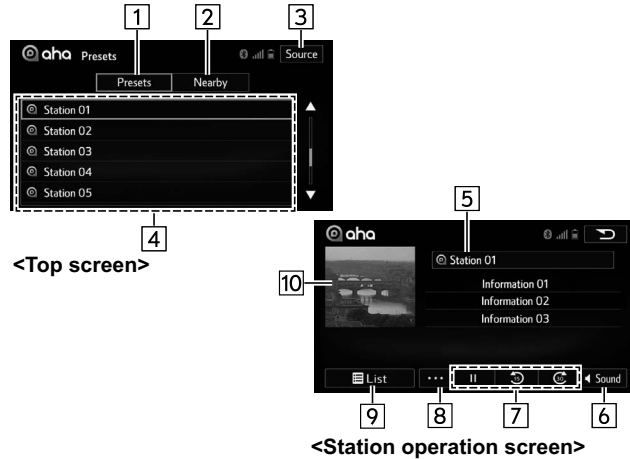 1
2
3
aha Presets
Source
Presets
Nearby
Station 01
Station 02
Station 03
Station 04
Station 05
4
<Top screen>
5
aha
Station 01
10
Information 01
Information 02
Information 03
List
...
15
30
Sound
9
8
7
6
<Station operation screen>